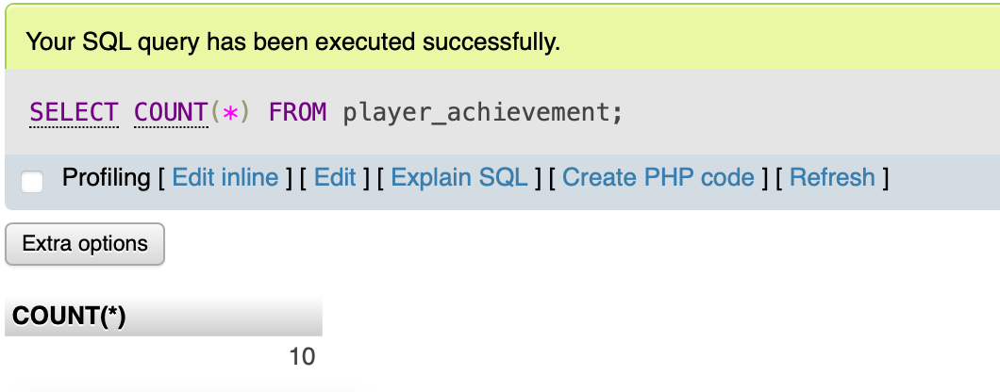 Your SQL query has been executed successfully.
SELECT COUNT(*) FROM player_achievement;
Profiling [ Edit inline ] [ Edit ] [ Explain SQL ] [ Create PHP code ] [ Refresh ]
Extra options
COUNT(*)
10